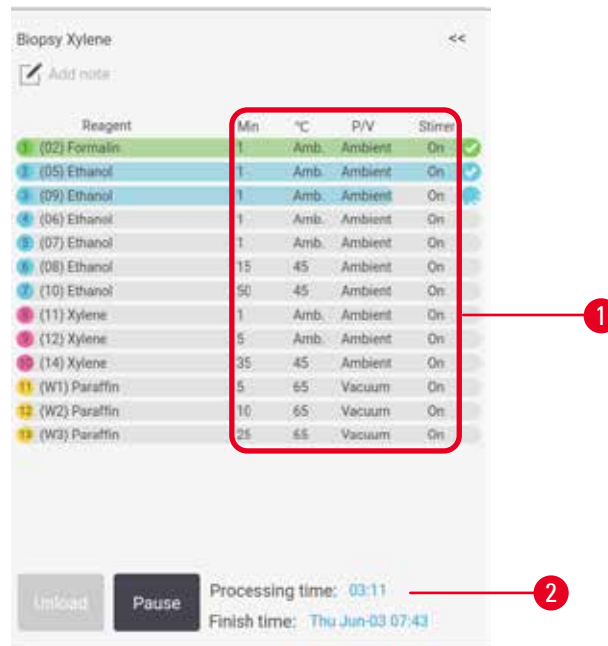 Biopsy Xylene <<
Add note
Reagent Min °C P/V Stirrer
1 (02) Formalin 1 Amb. Ambient On
2 (05) Ethanol 1 Amb. Ambient On
3 (09) Ethanol 1 Amb. Ambient On
4 (06) Ethanol 1 Amb. Ambient On
5 (07) Ethanol 1 Amb. Ambient On
6 (08) Ethanol 15 45 Ambient On
7 (10) Ethanol 50 45 Ambient On
8 (11) Xylene 1 Amb. Ambient On
9 (12) Xylene 5 Amb. Ambient On
10 (14) Xylene 35 45 Ambient On
11 (W1) Paraffin 5 65 Vacuum On
12 (W2) Paraffin 10 65 Vacuum On
13 (W3) Paraffin 25 65 Vacuum On
1
Unload Pause Processing time: 03:11 2
Finish time: Thu Jun-03 07:43